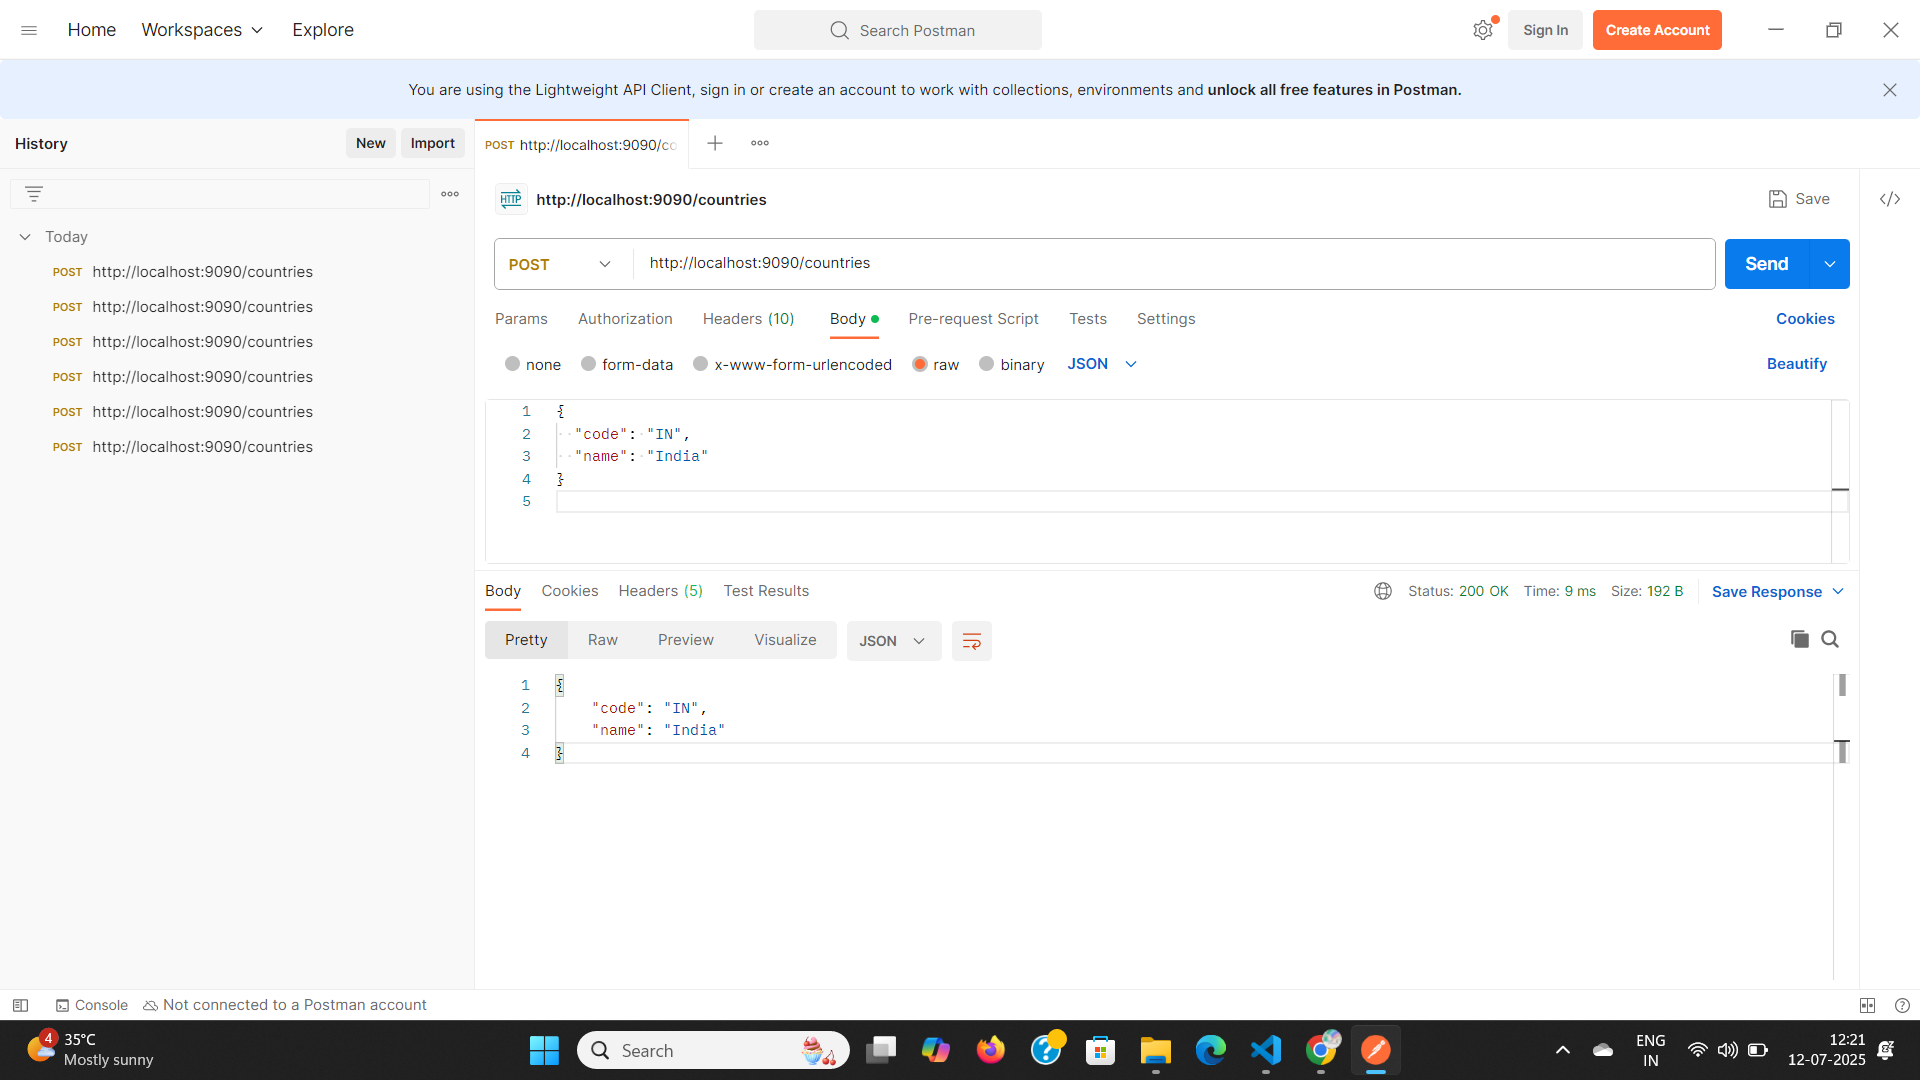 Home Workspaces Explore
Search Postman
Sign In Create Account
You are using the Lightweight API Client, sign in or create an account to work with collections, environments and unlock all free features in Postman.
History New Import
POST http://localhost:9090/co
HTTP http://localhost:9090/countries
Save
Today
POST http://localhost:9090/countries
POST http://localhost:9090/countries
POST http://localhost:9090/countries
POST http://localhost:9090/countries
POST http://localhost:9090/countries
POST http://localhost:9090/countries
POST http://localhost:9090/countries
Send
Params Authorization Headers (10) Body Pre-request Script Tests Settings
Cookies
none form-data x-www-form-urlencoded raw binary JSON
Beautify
1 {
2 "code": "IN",
3 "name": "India"
4 }
5
Body Cookies Headers (5) Test Results
Status: 200 OK Time: 9 ms Size: 192 B Save Response
Pretty Raw Preview Visualize JSON
1 {
2 "code": "IN",
3 "name": "India"
4 }
Console Not connected to a Postman account
4 35°C
Mostly sunny
Search
ENG
IN
12:21
12-07-2025